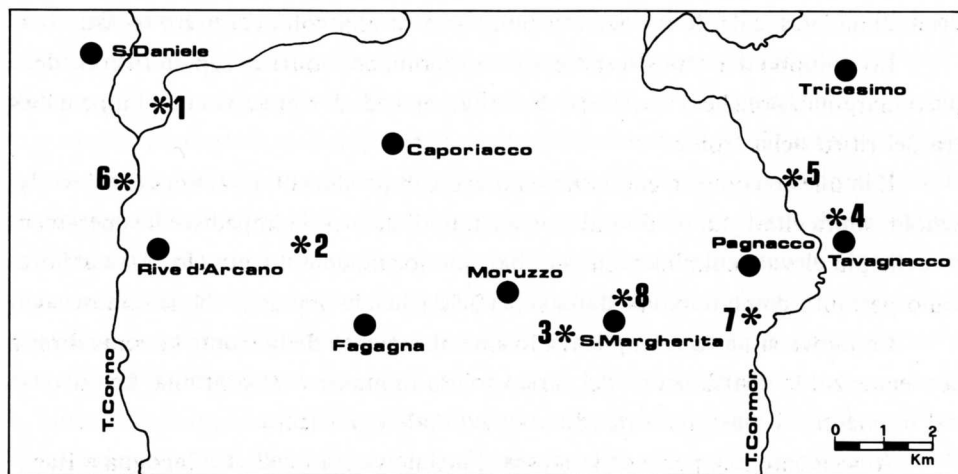 S.Daniele
1
Tricesimo
Caporiacco
6
5
4
2
Pagnacco
Tavagnacco
Rive d'Arcano
Moruzzo
8
7
3
S.Margherita
Fagagna
T. Corno
T. Cormor
0 1 2
Km